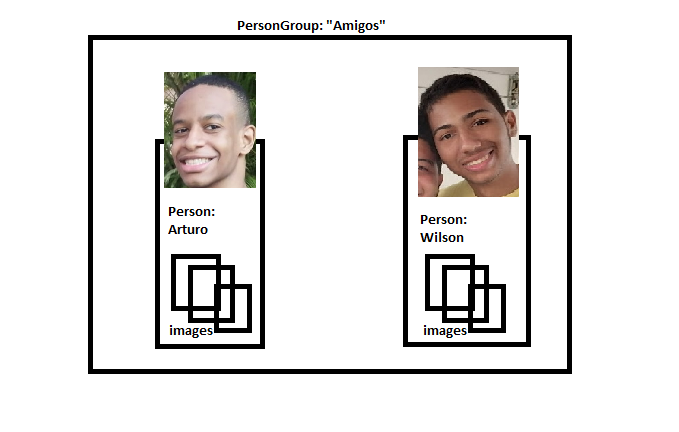 PersonGroup: "Amigos"
Person:
Arturo
images
Person:
Wilson
images